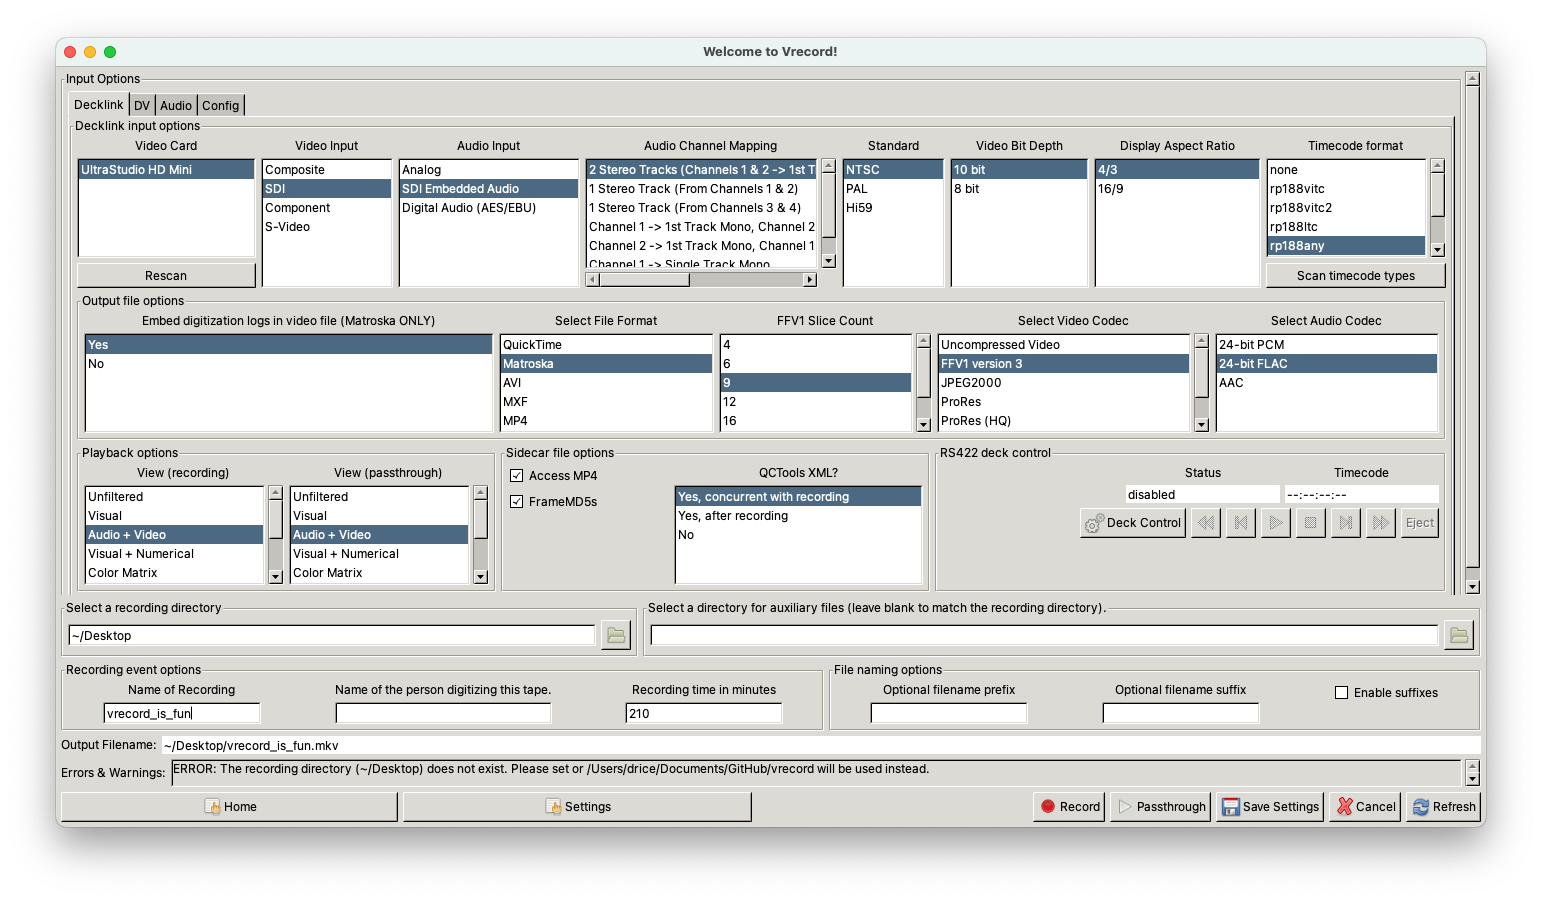 Welcome to Vrecord!
Input Options
Decklink DV Audio Config
Decklink input options
Video Card
UltraStudio HD Mini
Rescan
Video Input
Composite
SDI
Component
S-Video
Audio Input
Analog
SDI Embedded Audio
Digital Audio (AES/EBU)
Audio Channel Mapping
2 Stereo Tracks (Channels 1 & 2 -> 1st T
1 Stereo Track (From Channels 1 & 2)
1 Stereo Track (From Channels 3 & 4)
Channel 1 -> 1st Track Mono, Channel 2
Channel 2 -> 1st Track Mono, Channel 1
Channel 1 -> Single Track Mono
Standard
NTSC
PAL
Hi59
Video Bit Depth
10 bit
8 bit
Display Aspect Ratio
4/3
16/9
Timecode format
none
rp188vitc
rp188vitc2
rp188ltc
rp188any
Scan timecode types
Output file options
Embed digitization logs in video file (Matroska ONLY)
Yes
No
Select File Format
QuickTime
Matroska
AVI
MXF
MP4
FFV1 Slice Count
4
6
9
12
16
Select Video Codec
Uncompressed Video
FFV1 version 3
JPEG2000
ProRes
ProRes (HQ)
Select Audio Codec
24-bit PCM
24-bit FLAC
AAC
Playback options
View (recording)
Unfiltered
Visual
Audio + Video
Visual + Numerical
Color Matrix
View (passthrough)
Unfiltered
Visual
Audio + Video
Visual + Numerical
Color Matrix
Sidecar file options
Access MP4
FrameMD5s
QCTools XML?
Yes, concurrent with recording
Yes, after recording
No
RS422 deck control
Status
disabled
Timecode
--:--:--:--
Deck Control
Eject
Select a recording directory
~/Desktop
Select a directory for auxiliary files (leave blank to match the recording directory).
Recording event options
Name of Recording
vrecord_is_fun
Name of the person digitizing this tape.
Recording time in minutes
210
File naming options
Optional filename prefix
Optional filename suffix
Enable suffixes
Output Filename: ~/Desktop/vrecord_is_fun.mkv
Errors & Warnings: ERROR: The recording directory (~/Desktop) does not exist. Please set or /Users/drice/Documents/GitHub/vrecord will be used instead.
Home Settings Record Passthrough Save Settings Cancel Refresh